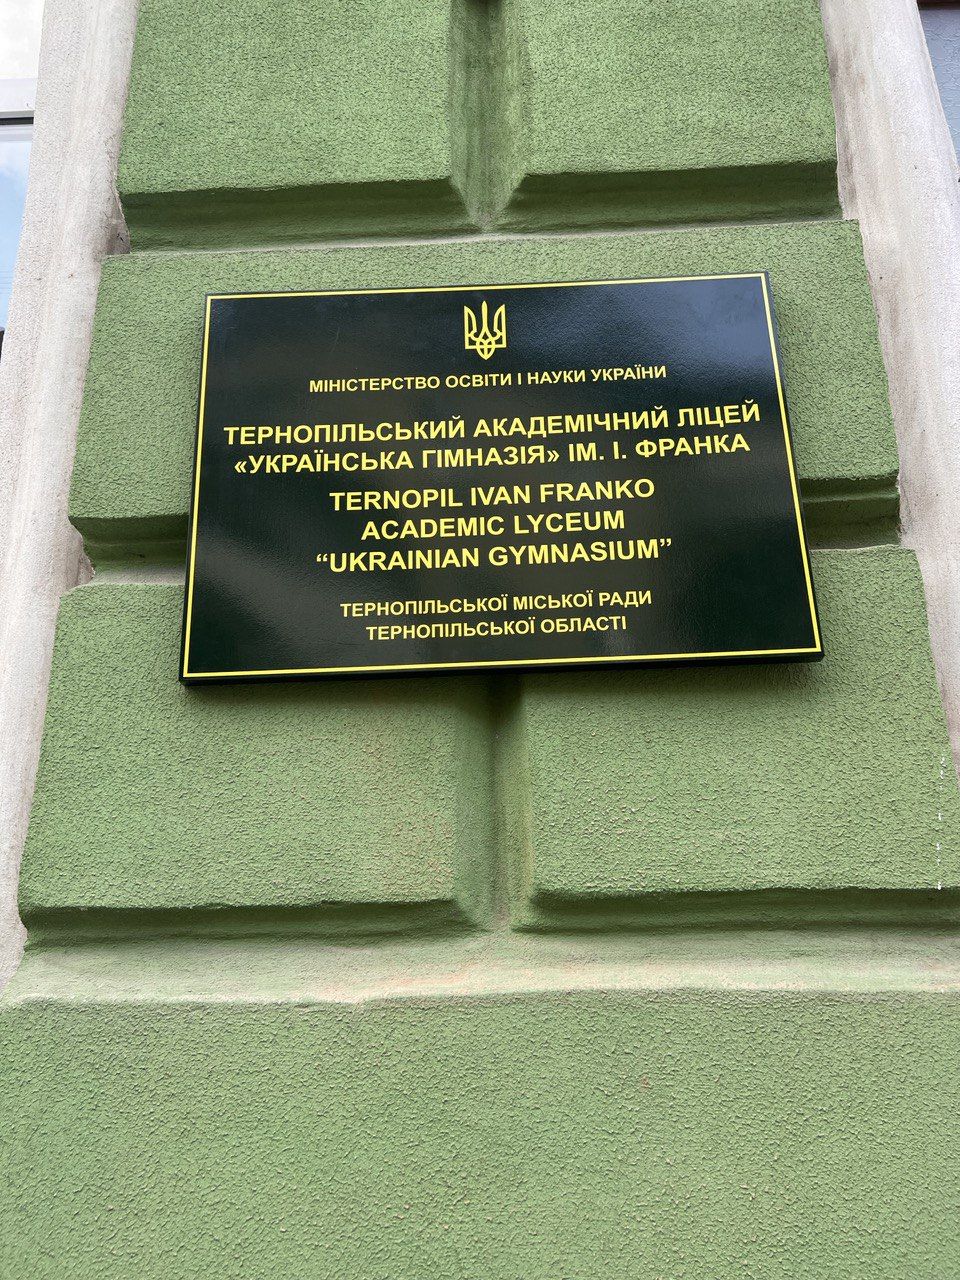 МІНІСТЕРСТВО ОСВІТИ І НАУКИ УКРАЇНИ
ТЕРНОПІЛЬСЬКИЙ АКАДЕМІЧНИЙ ЛІЦЕЙ
«УКРАЇНСЬКА ГІМНАЗІЯ» ІМ. І. ФРАНКА
TERNOPIL IVAN FRANKO
ACADEMIC LYCEUM
“UKRAINIAN GYMNASIUM”
ТЕРНОПІЛЬСЬКОЇ МІСЬКОЇ РАДИ
ТЕРНОПІЛЬСЬКОЇ ОБЛАСТІ